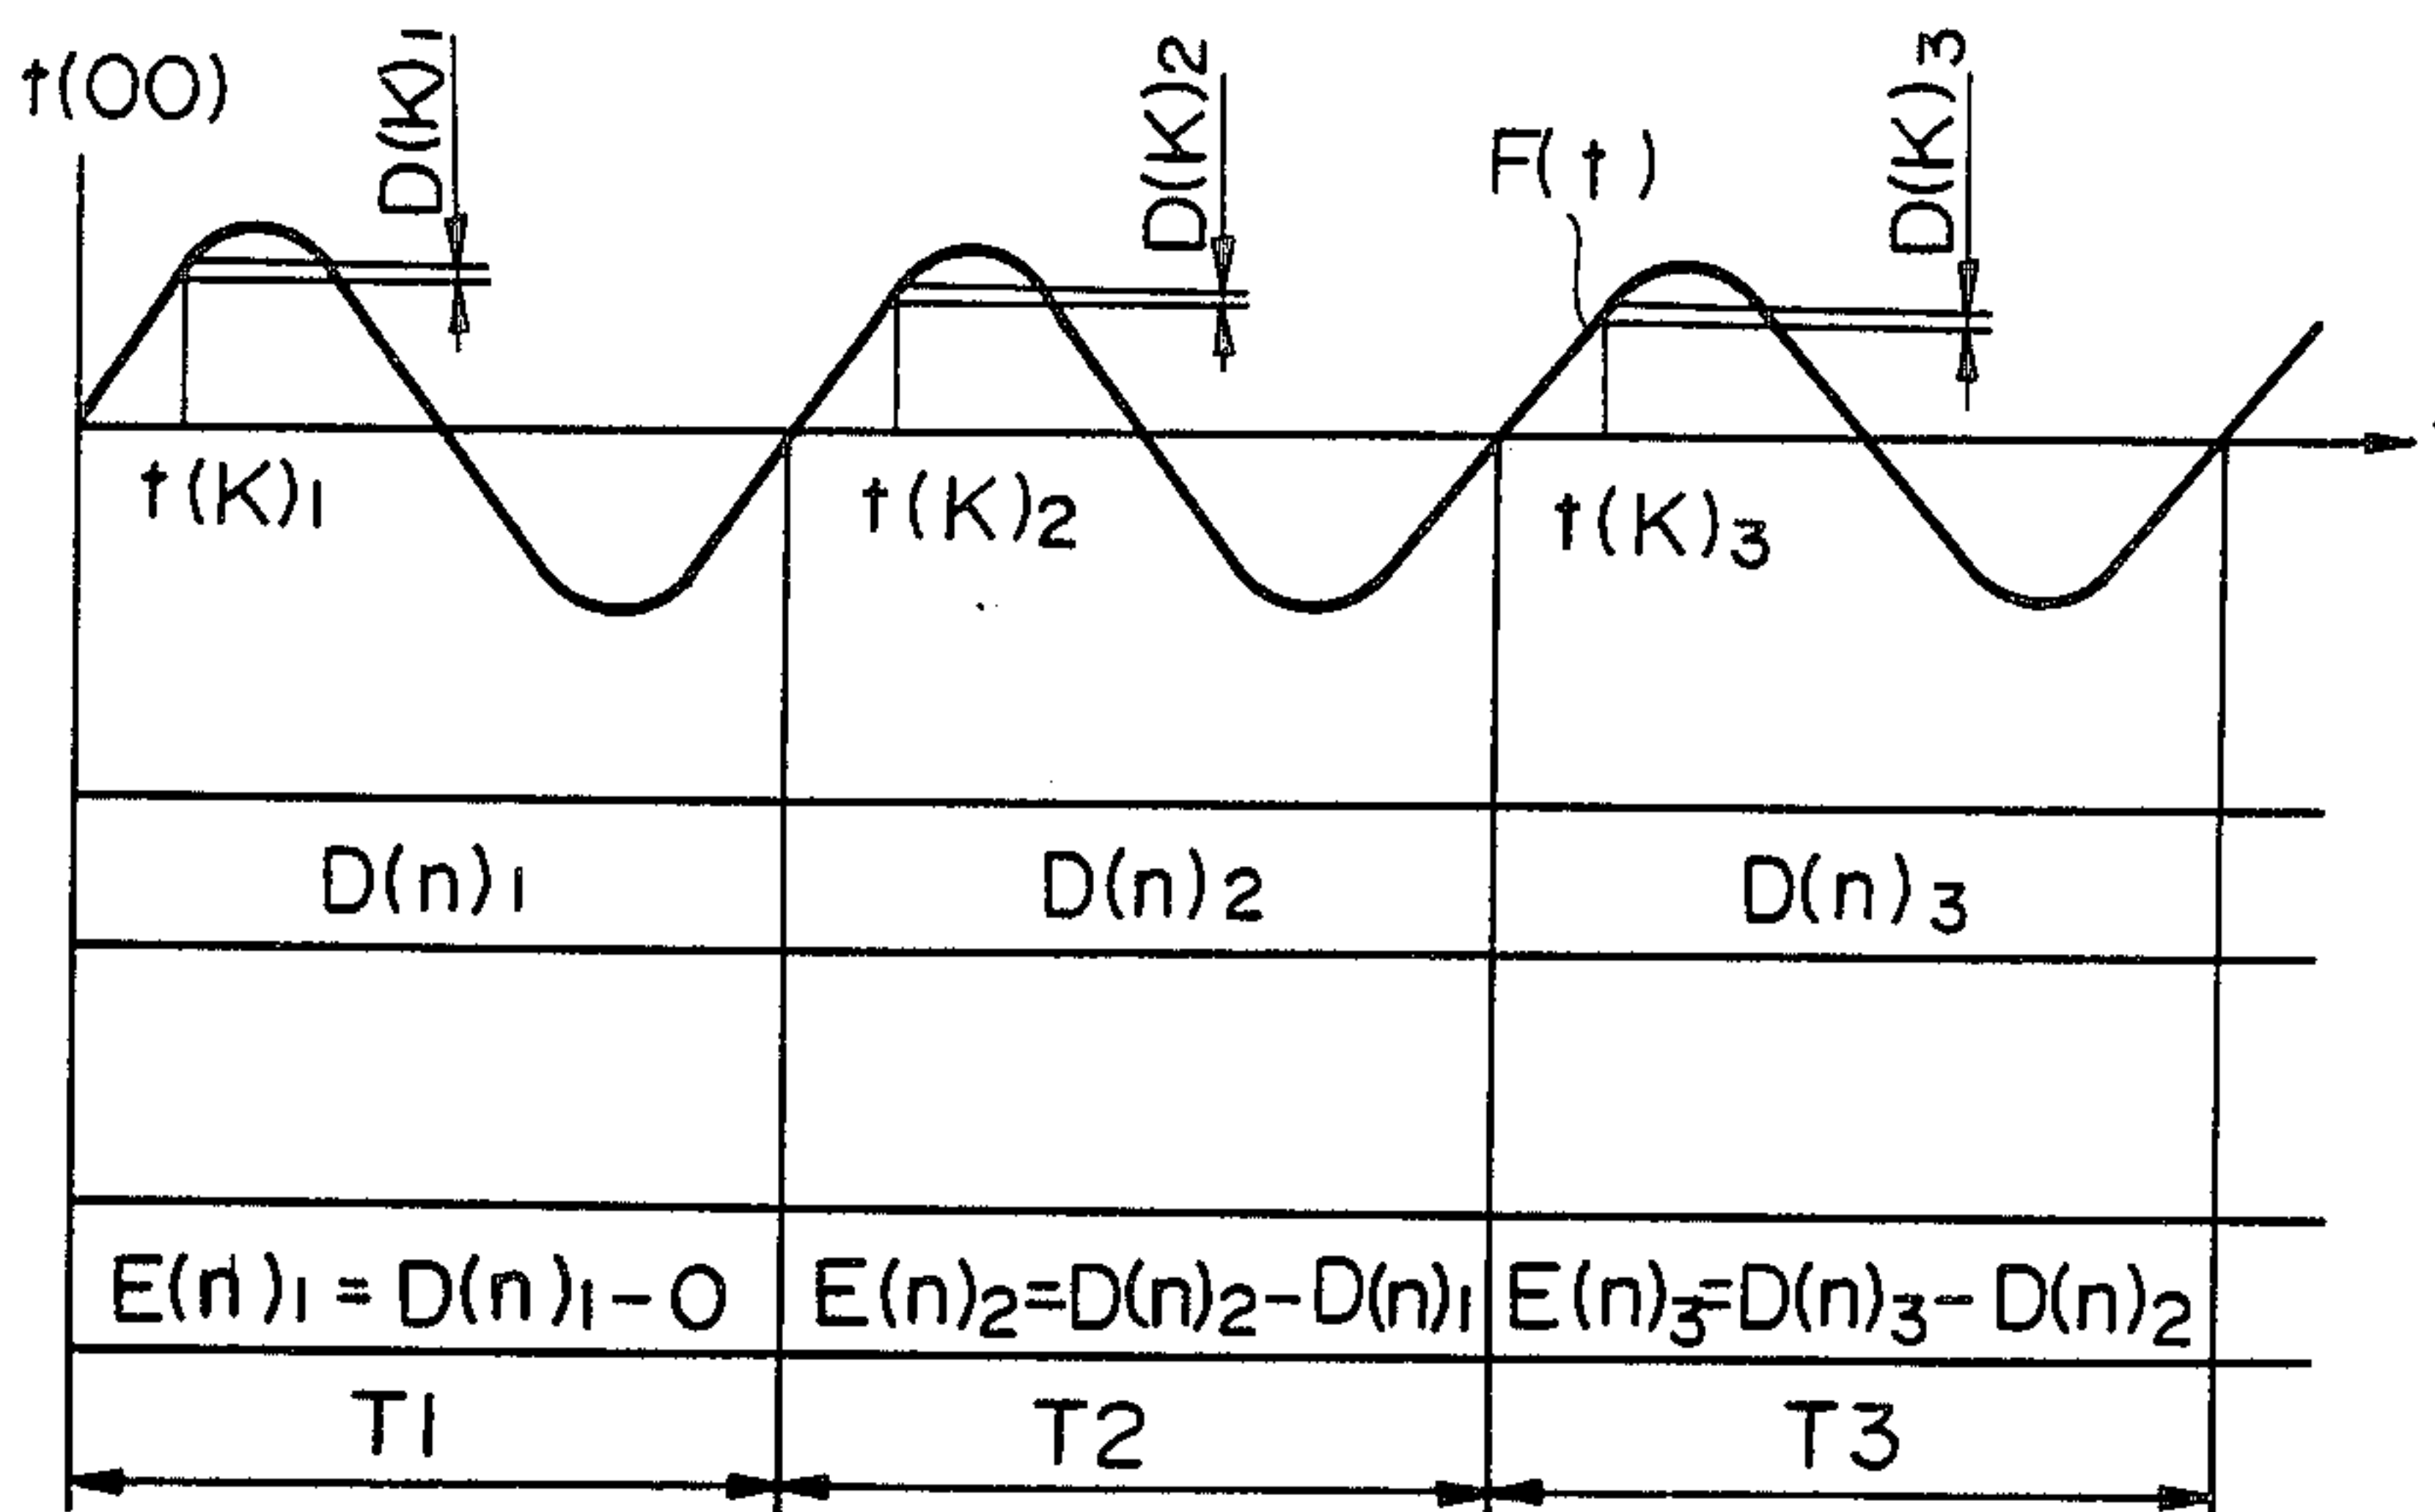 t(00)
D(K)1
D(K)2
D(K)3
F(t)
t(K)1
t(K)2
t(K)3
D(n)1
D(n)2
D(n)3
E(n)1=D(n)1-0
E(n)2=D(n)2-D(n)1
E(n)3=D(n)3-D(n)2
T1
T2
T3